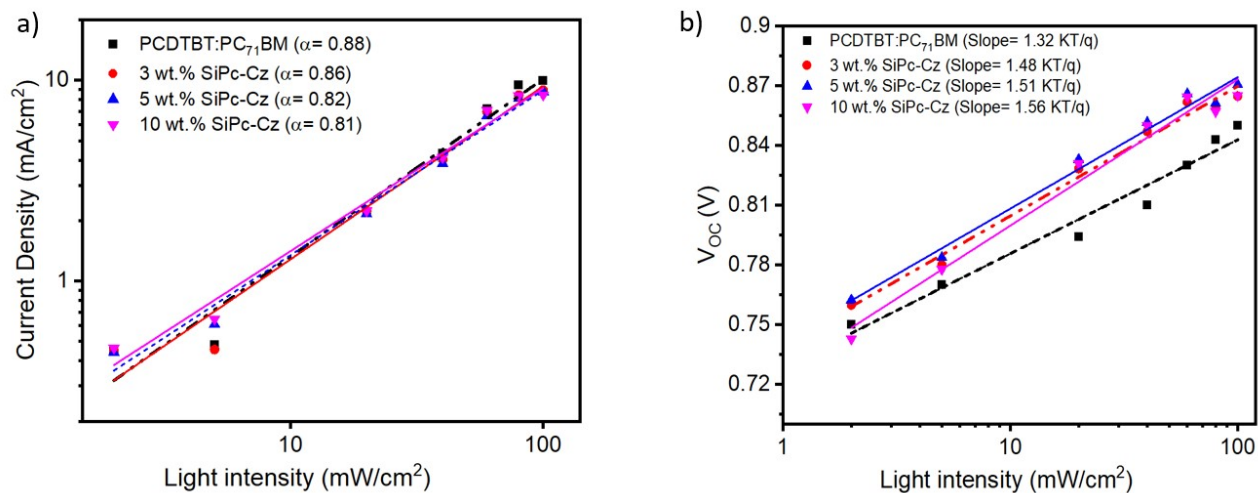 a)
PCDTBT:PC₇₁BM (α= 0.88)
3 wt.% SiPc-Cz (α= 0.86)
5 wt.% SiPc-Cz (α= 0.82)
10 wt.% SiPc-Cz (α= 0.81)
Current Density (mA/cm²)
10
1
10
100
Light intensity (mW/cm²)
b)
PCDTBT:PC₇₁BM (Slope= 1.32 KT/q)
3 wt.% SiPc-Cz (Slope= 1.48 KT/q)
5 wt.% SiPc-Cz (Slope= 1.51 KT/q)
10 wt.% SiPc-Cz (Slope= 1.56 KT/q)
V_OC (V)
0.9
0.87
0.84
0.81
0.78
0.75
0.72
1
10
100
Light intensity (mW/cm²)